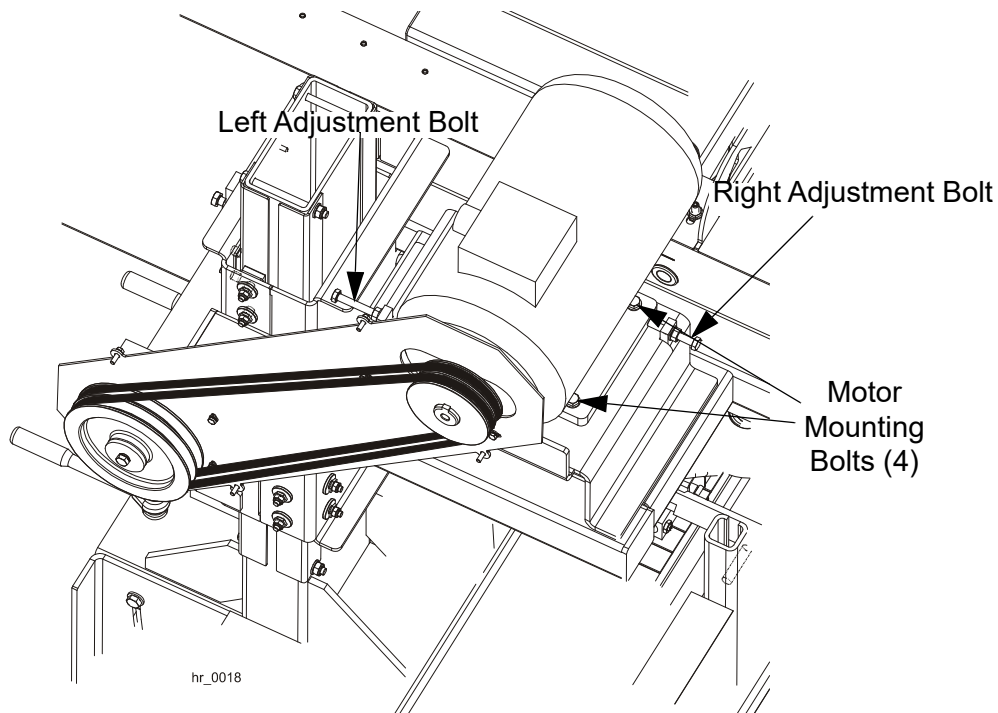 Left Adjustment Bolt
Right Adjustment Bolt
Motor
Mounting
Bolts (4)
hr_0018